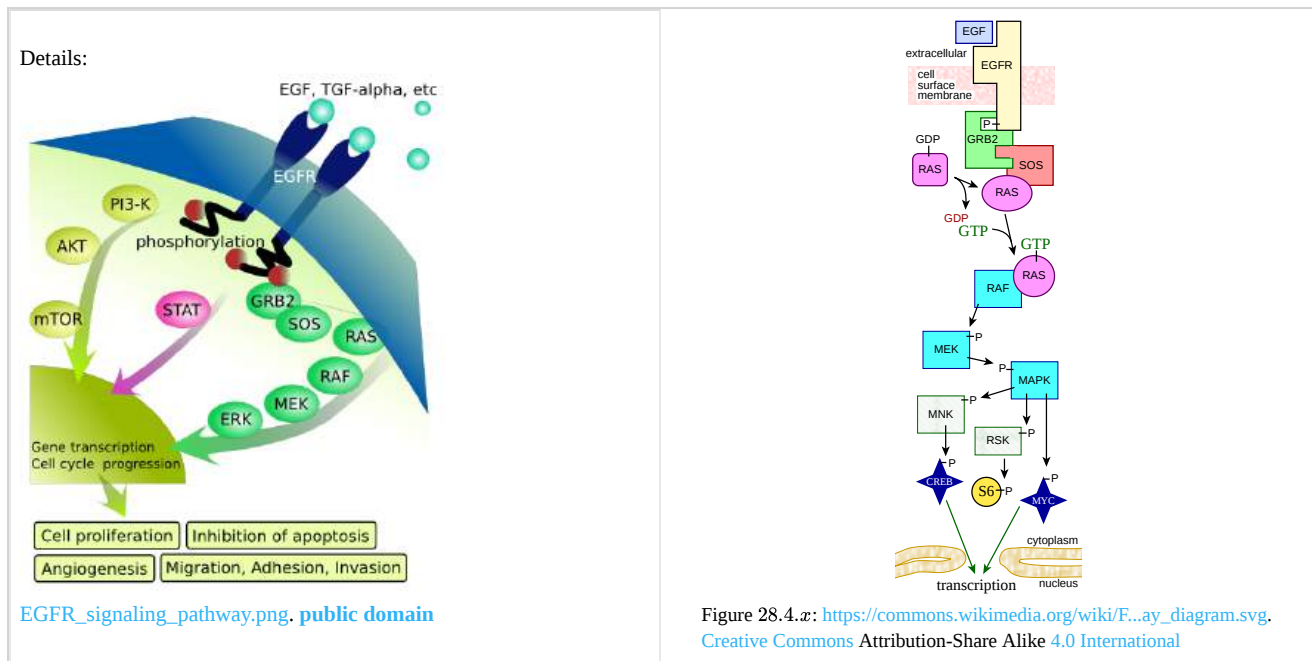 Details:
EGF, TGF-alpha, etc
EGFR
PI3-K
phosphorylation
AKT
GRB2
STAT
mTOR
SOS
RAS
RAF
MEK
ERK
Gene transcription
Cell cycle progression
Cell proliferation
Inhibition of apoptosis
Angiogenesis
Migration, Adhesion, Invasion
EGFR_signaling_pathway.png. public domain
EGF
extracellular
EGFR
cell
surface
membrane
P
GRB2
GDP
SOS
RAS
RAS
GDP
GTP
GTP
RAS
RAF
P
MEK
P
MAPK
P
MNK
P
RSK
P
CREB
P
S6
P
MYC
cytoplasm
transcription
nucleus
Figure 28.4.x: https://commons.wikimedia.org/wiki/F...ay_diagram.svg.
Creative Commons Attribution-Share Alike 4.0 International